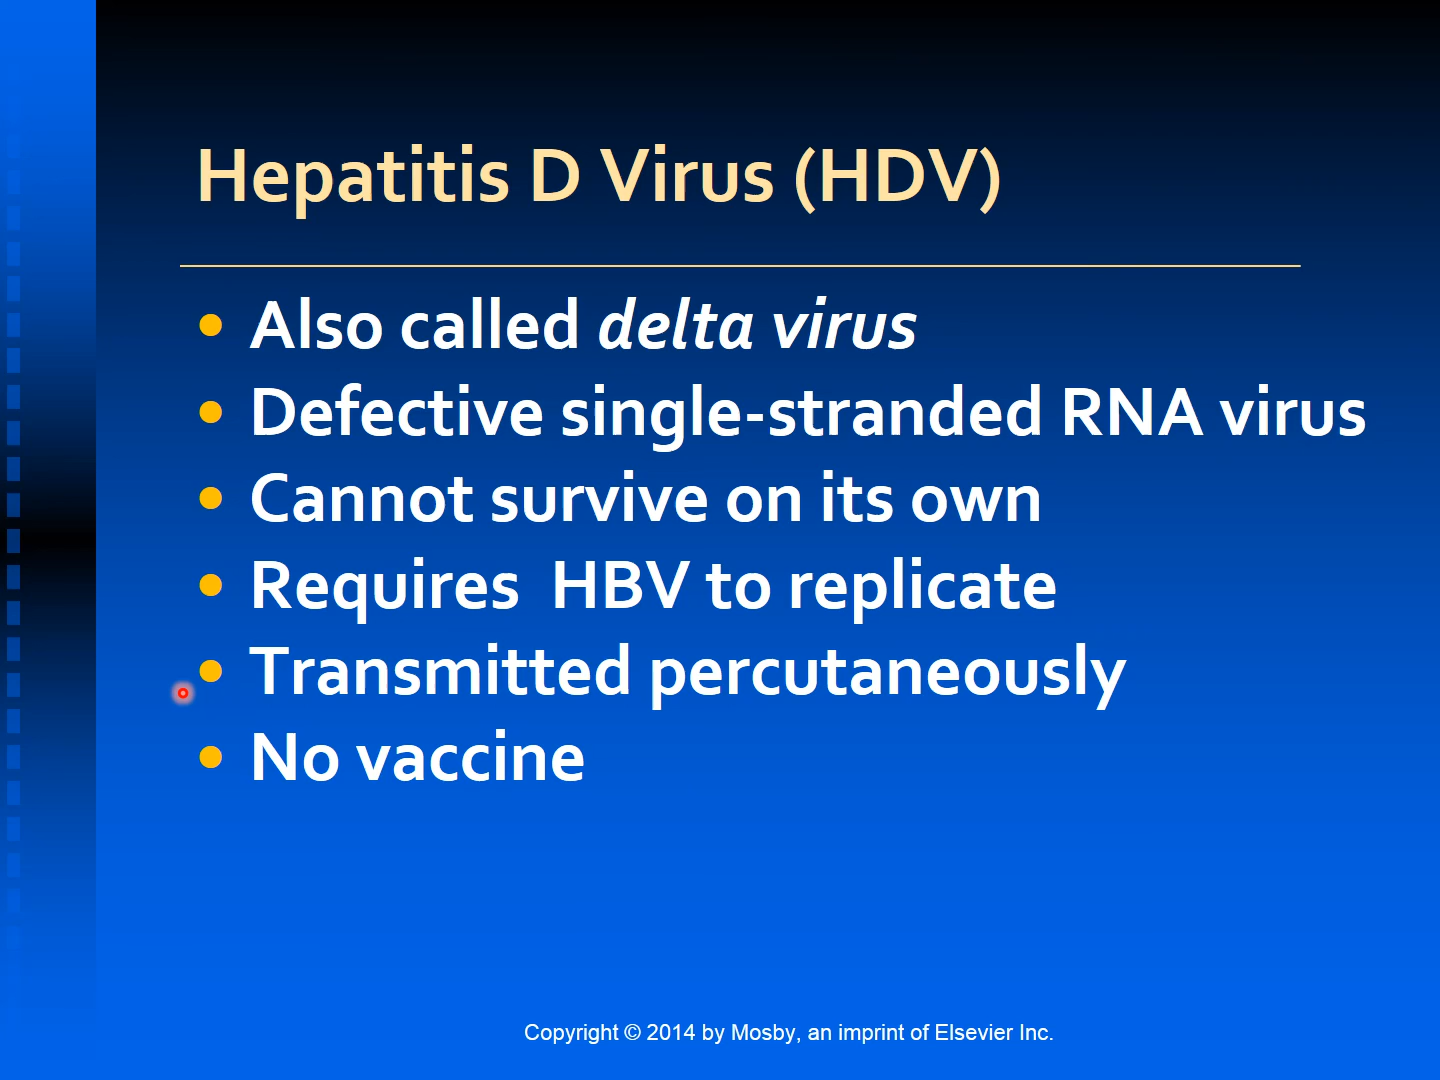 Hepatitis D Virus (HDV)
• Also called delta virus
• Defective single-stranded RNA virus
• Cannot survive on its own
• Requires  HBV to replicate
• Transmitted percutaneously
• No vaccine
Copyright © 2014 by Mosby, an imprint of Elsevier Inc.